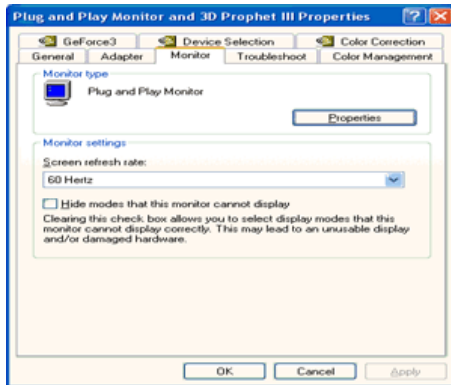 Plug and Play Monitor and 3D Prophet III Properties
GeForce3 Device Selection Color Correction
General Adapter Monitor Troubleshoot Color Management
Monitor type
Plug and Play Monitor
Properties
Monitor settings
Screen refresh rate:
60 Hertz
Hide modes that this monitor cannot display
Clearing this check box allows you to select display modes that this
monitor cannot display correctly. This may lead to an unusable display
and/or damaged hardware.
OK Cancel Apply